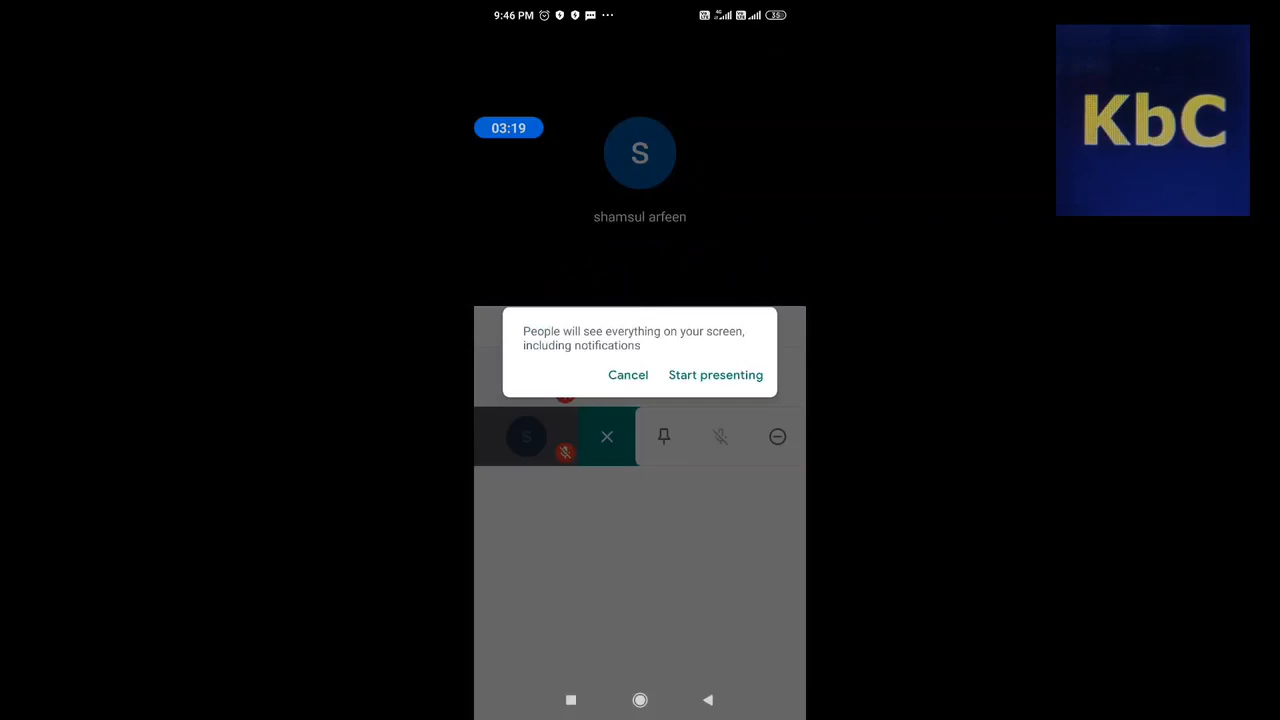 9:46 PM
35
KbC
03:19
S
shamsul arfeen
People will see everything on your screen,
including notifications
Cancel
Start presenting
S